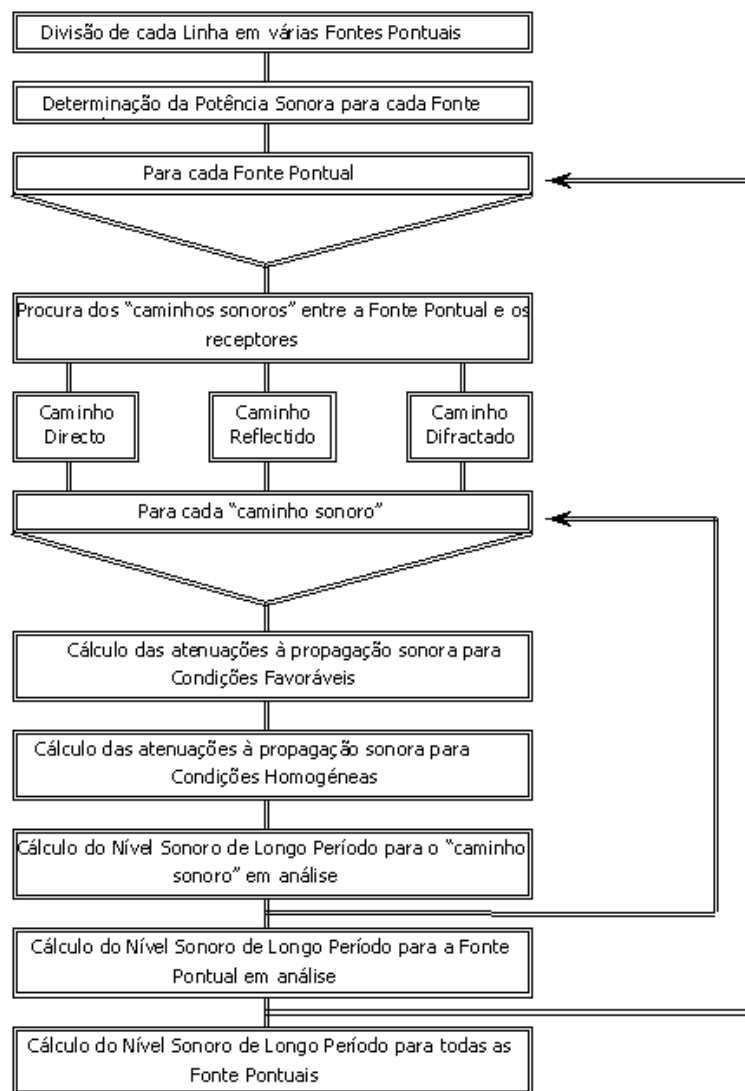 Divisão de cada Linha em várias Fontes Pontuais
Determinação da Potência Sonora para cada Fonte
Para cada Fonte Pontual
Procura dos “caminhos sonoros” entre a Fonte Pontual e os
receptores
Caminho
Directo
Caminho
Reflectido
Caminho
Difractado
Para cada “caminho sonoro”
Cálculo das atenuações à propagação sonora para
Condições Favoráveis
Cálculo das atenuações à propagação sonora para
Condições Homogéneas
Cálculo do Nível Sonoro de Longo Período para o “caminho
sonoro” em análise
Cálculo do Nível Sonoro de Longo Período para a Fonte
Pontual em análise
Cálculo do Nível Sonoro de Longo Período para todas as
Fonte Pontuais